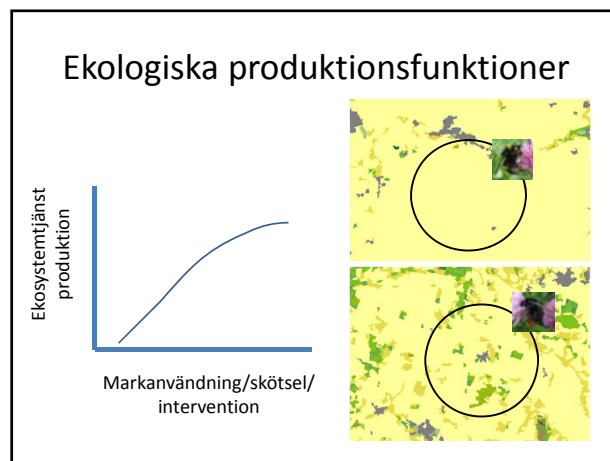 Ekologiska produktionsfunktioner
Ekosystemtjänst
produktion
Markanvändning/skötsel/
intervention